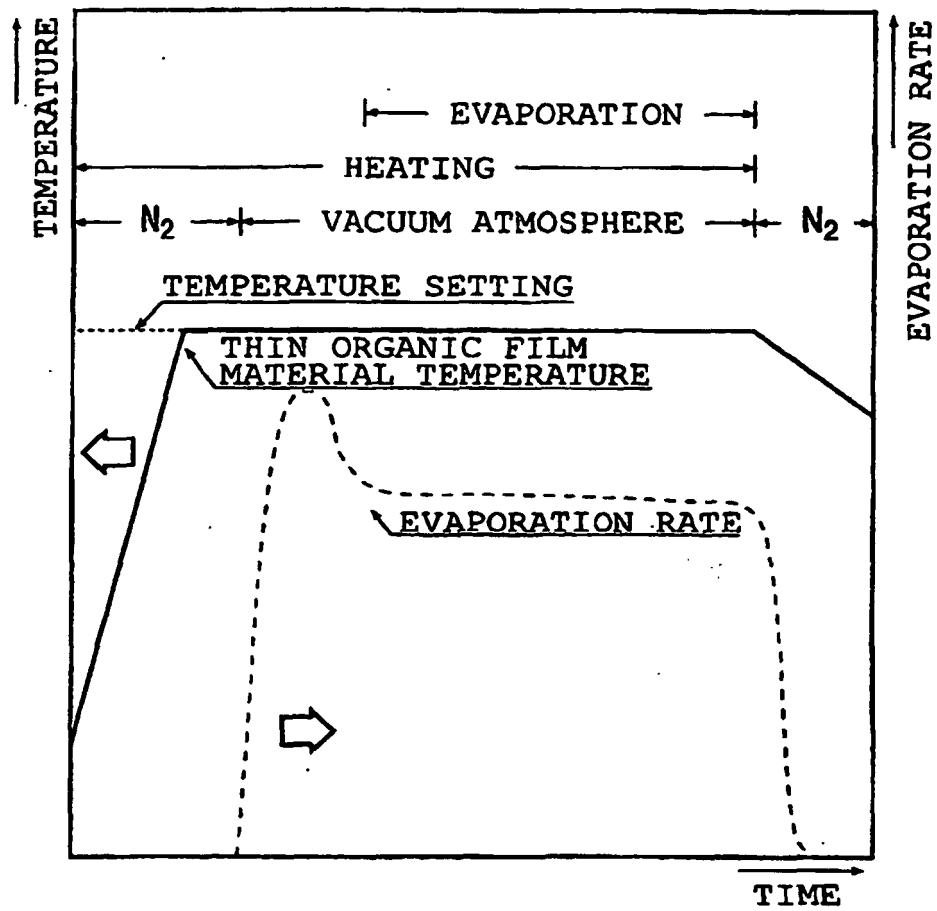 TEMPERATURE
EVAPORATION RATE
EVAPORATION
HEATING
N₂
VACUUM ATMOSPHERE
N₂
TEMPERATURE SETTING
THIN ORGANIC FILM
MATERIAL TEMPERATURE
EVAPORATION RATE
TIME